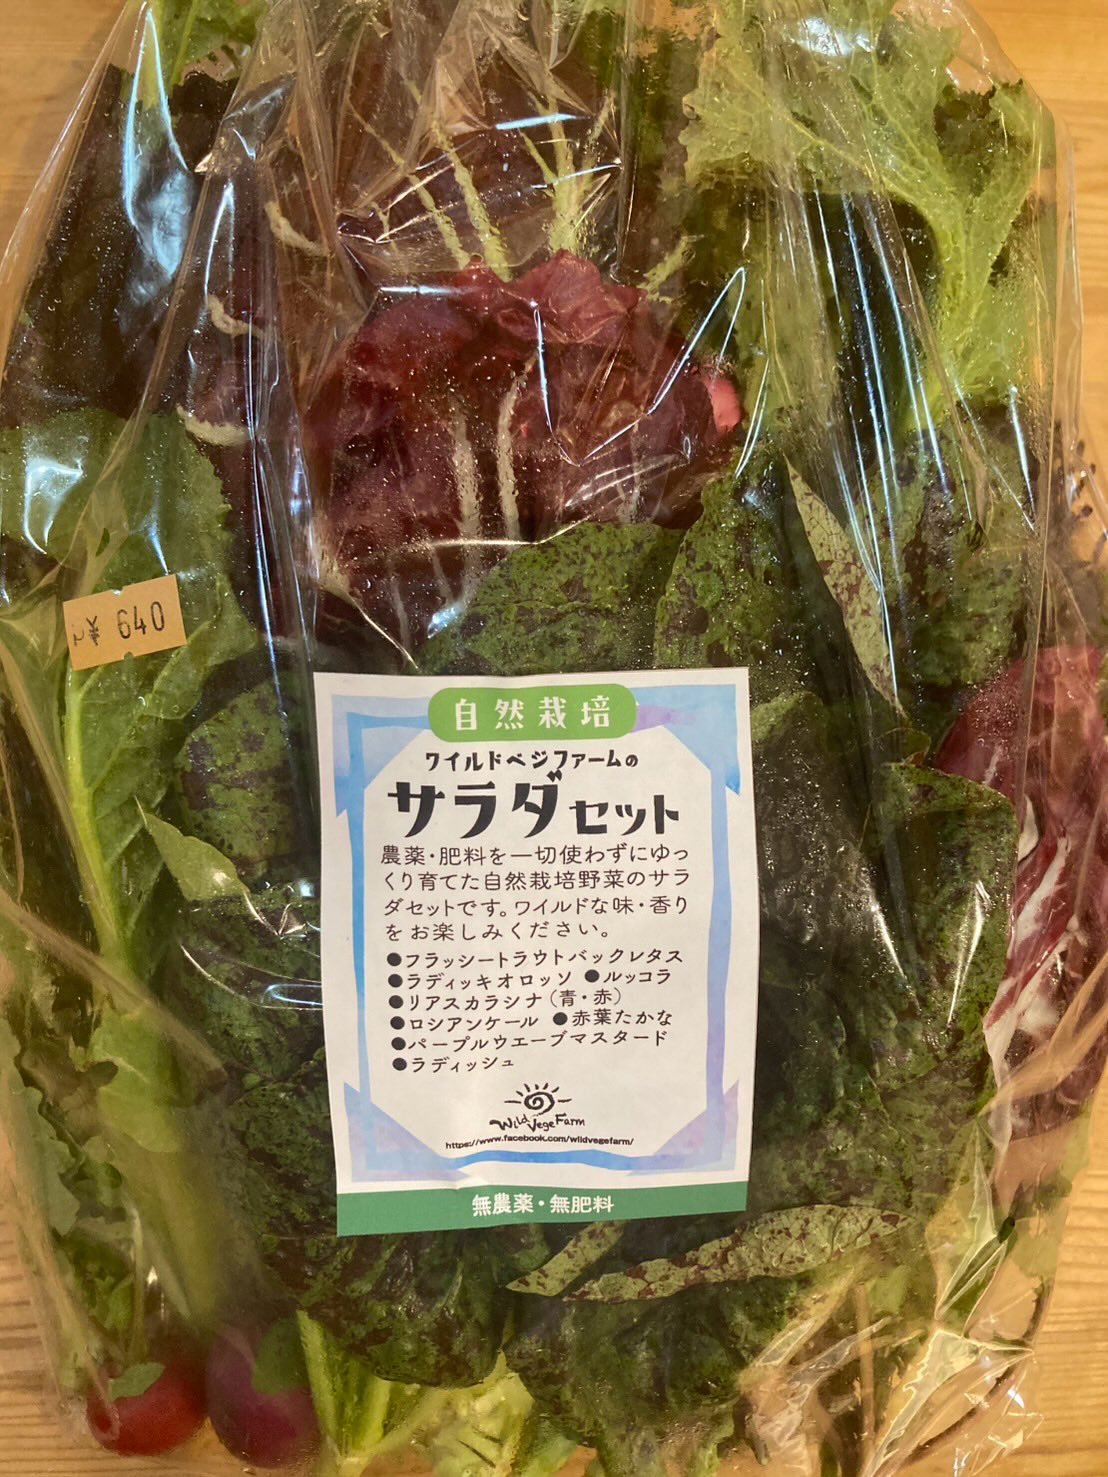 ¥ 640
自然栽培
ワイルドベジファームの
サラダセット
農薬・肥料を一切使わずにゆっ
くり育てた自然栽培野菜のサラ
ダセットです。ワイルドな味・香り
をお楽しみください。
●フラッシートラウトバックレタス
●ラディッキオロッソ ●ルッコラ
●リアスカラシナ（青・赤）
●ロシアンケール ●赤葉たかな
●パープルウエーブマスタード
●ラディッシュ
Wild Vege Farm
https://www.facebook.com/wildvegefarm/
無農薬・無肥料